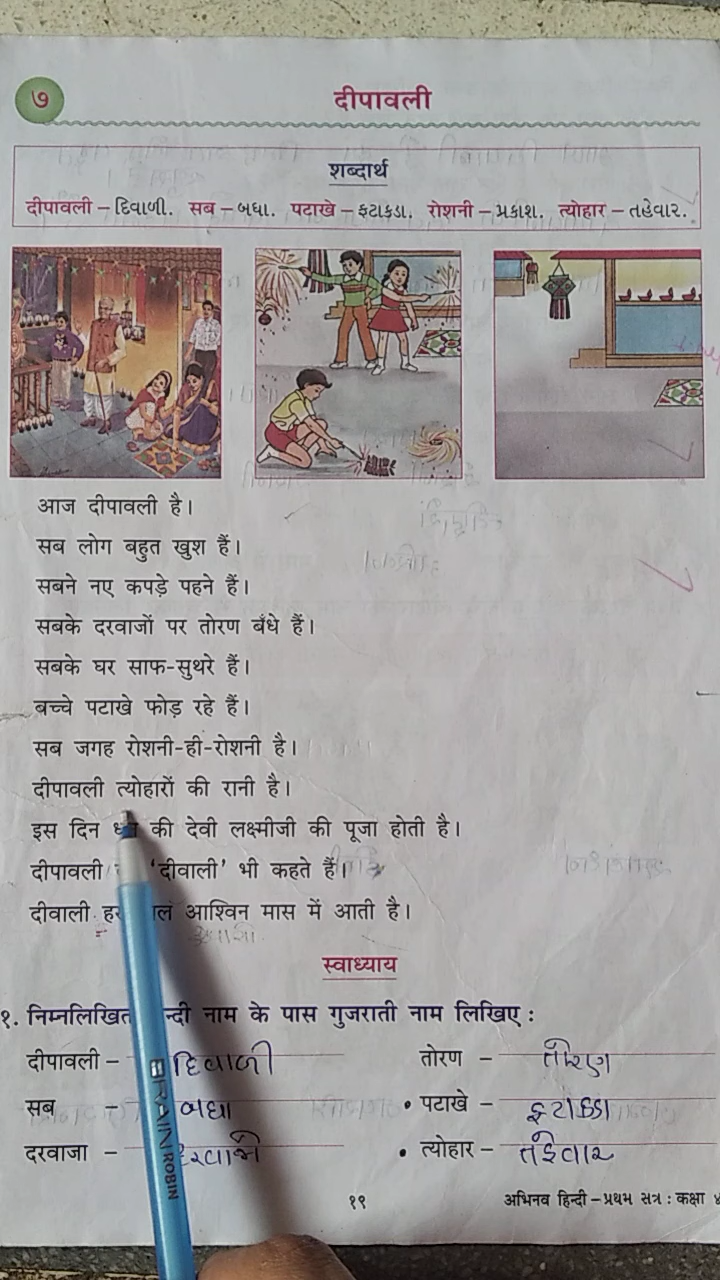 ७
दीपावली
शब्दार्थ
दीपावली – દિવાળી. सब – બધા. पटाखे – ફટાકડા. रोशनी – પ્રકાશ. त्योहार – તહેવાર.
आज दीपावली है।
सब लोग बहुत खुश हैं।
सबने नए कपड़े पहने हैं।
सबके दरवाजों पर तोरण बँधे हैं।
सबके घर साफ-सुथरे हैं।
बच्चे पटाखे फोड़ रहे हैं।
सब जगह रोशनी-ही-रोशनी है।
दीपावली त्योहारों की रानी है।
इस दिन की देवी लक्ष्मीजी की पूजा होती है।
दीपावली 'दीवाली' भी कहते हैं।
दीवाली आश्विन मास में आती है।
स्वाध्याय
१. निम्नलिखित नाम के पास गुजराती नाम लिखिए :
दीपावली – દિવાળી तोरण – તોરણ
सब – બધા • पटाखे – ફટાકડા
दरवाजा – • त्योहार – તહેવાર
BRAIN ROBIN
१९ अभिनव हिन्दी – प्रथम सत्र : कक्षा ४